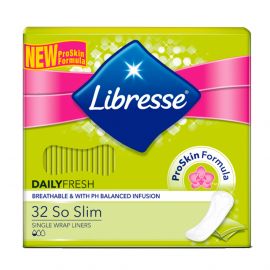 NEW ProSkin
Formula
Libresse
ProSkin Formula
DAILYFRESH
BREATHABLE & WITH PH BALANCED INFUSION
32 So Slim
SINGLE WRAP LINERS